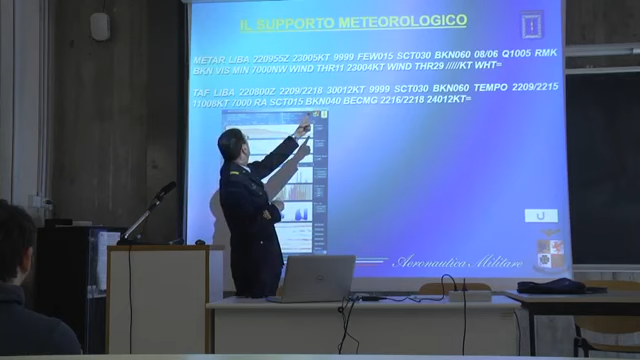 IL SUPPORTO METEOROLOGICO
METAR LIBA 220955Z 23005KT 9999 FEW015 SCT030 BKN060 08/06 Q1005 RMK
BKN VIS MIN 7000NW WIND THR11 23004KT WIND THR29 /////KT WHT=
TAF LIBA 220800Z 2209/2218 30012KT 9999 SCT030 BKN060 TEMPO 2209/2215
11008KT 7000 RA SCT015 BKN040 BECMG 2216/2218 24012KT=
Aeronautica Militare